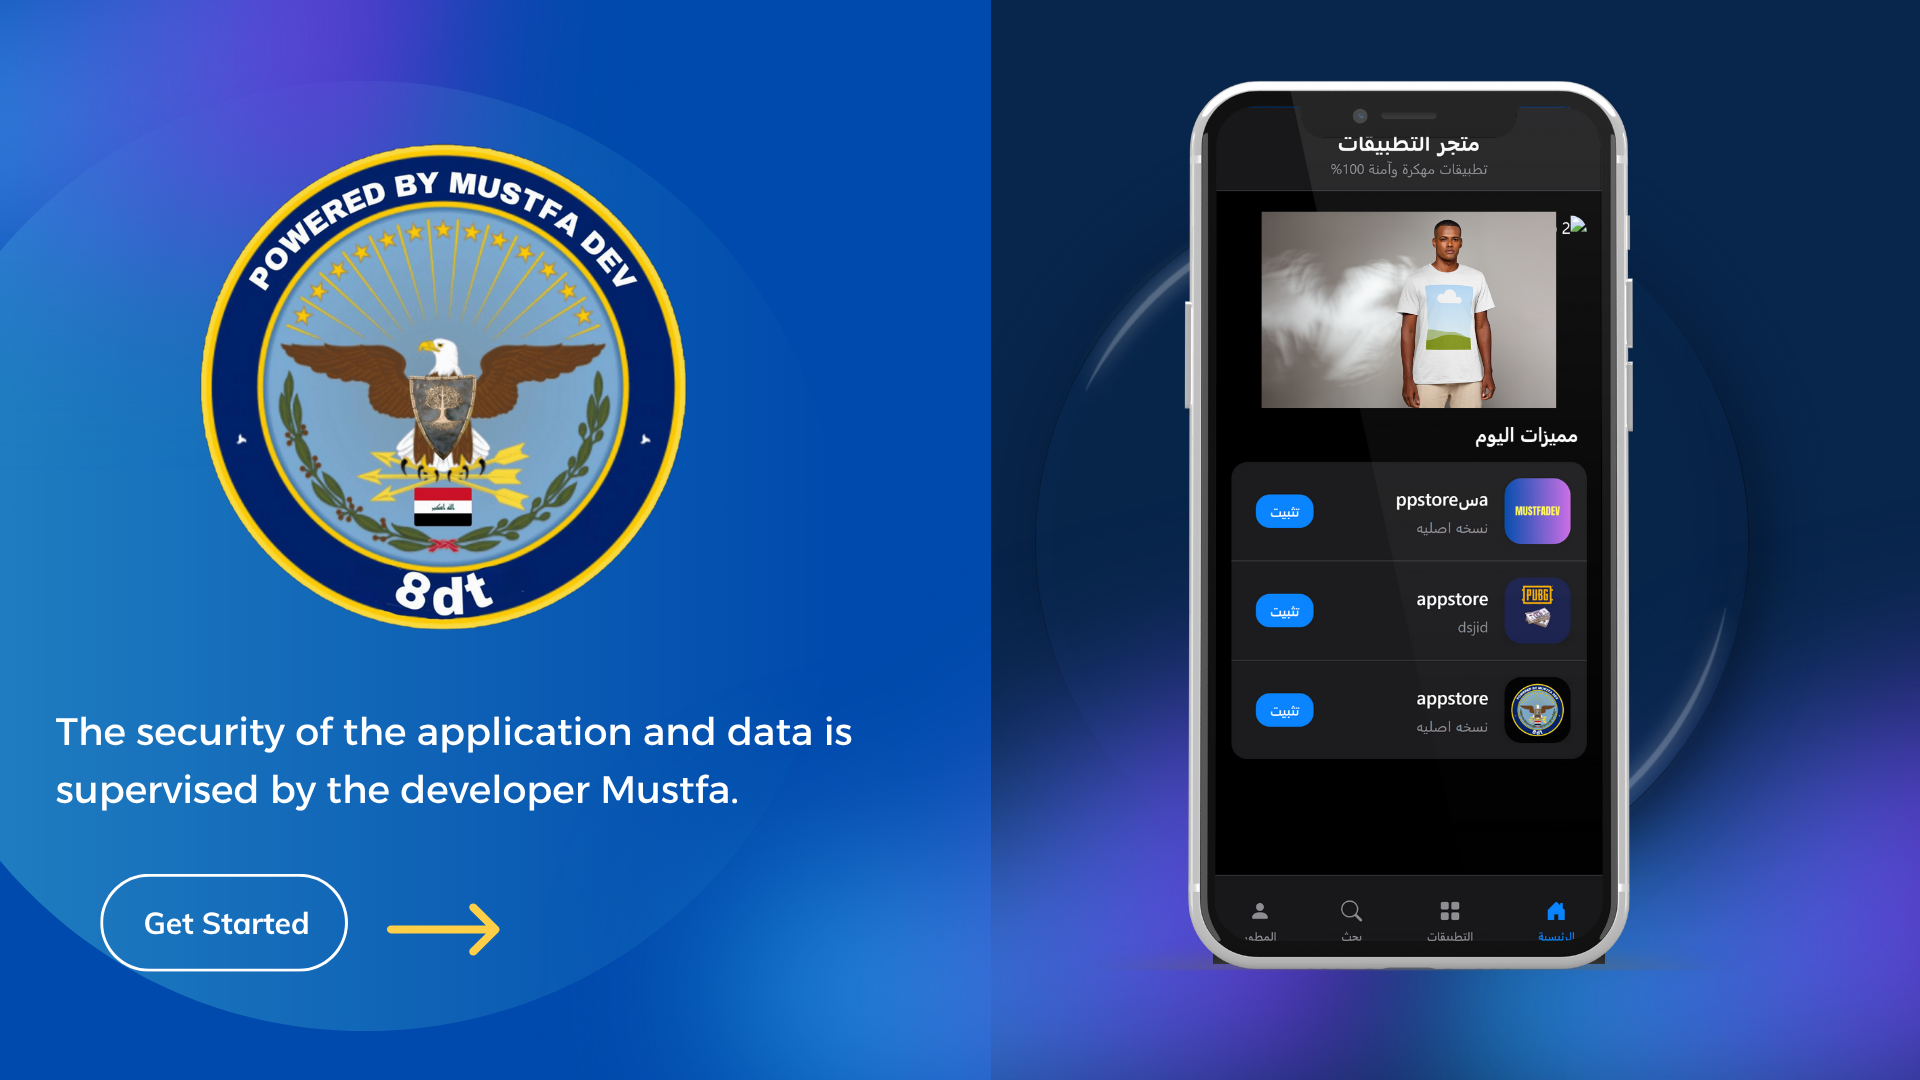 POWERED BY MUSTFA DEV
8dt
The security of the application and data is
supervised by the developer Mustfa.
Get Started
متجر التطبيقات
تطبيقات مهكرة وآمنة 100%
2
مميزات اليوم
MUSTFADEV
سppstoreه
نسخه اصليه
تثبيت
PUBG
appstore
dsjid
تثبيت
appstore
نسخه اصليه
تثبيت
الرئيسية
التطبيقات
بحث
المطور